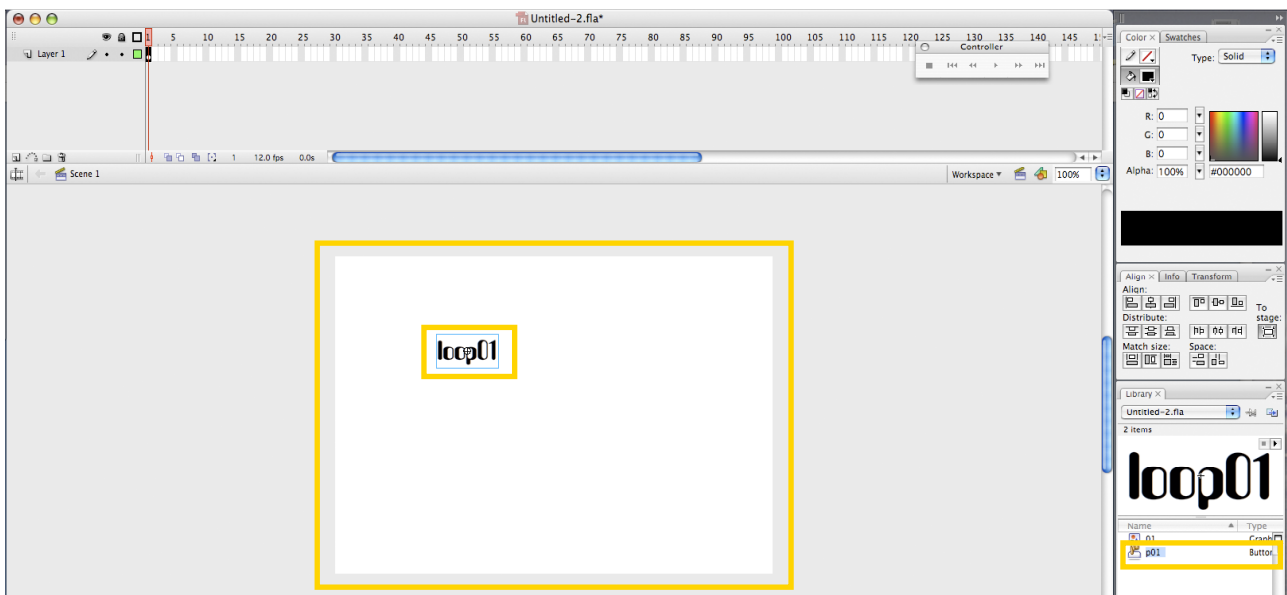 Untitled-2.fla*
1 5 10 15 20 25 30 35 40 45 50 55 60 65 70 75 80 85 90 95 100 105 110 115 120 125 130 135 140 145
Layer 1
Controller
1 12.0 fps 0.0s
Scene 1
Workspace
100%
loop01
Color Swatches
Type: Solid
R: 0
G: 0
B: 0
Alpha: 100% #000000
Align Info Transform
Align:
To
Distribute:
stage:
Match size: Space:
Library
Untitled-2.fla
2 items
loop01
Name Type
01
p01 Button